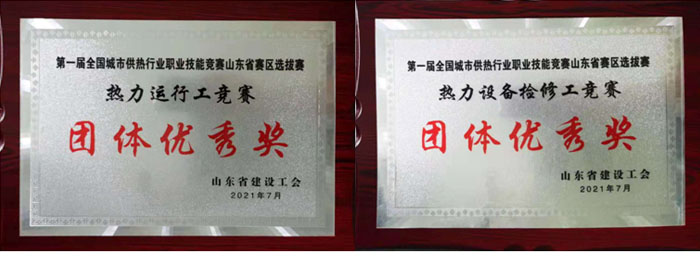 第一届全国城市供热行业职业技能竞赛山东省赛区选拔赛
热力运行工竞赛
团体优秀奖
山东省建设工会
2021年7月
第一届全国城市供热行业职业技能竞赛山东省赛区选拔赛
热力设备检修工竞赛
团体优秀奖
山东省建设工会
2021年7月